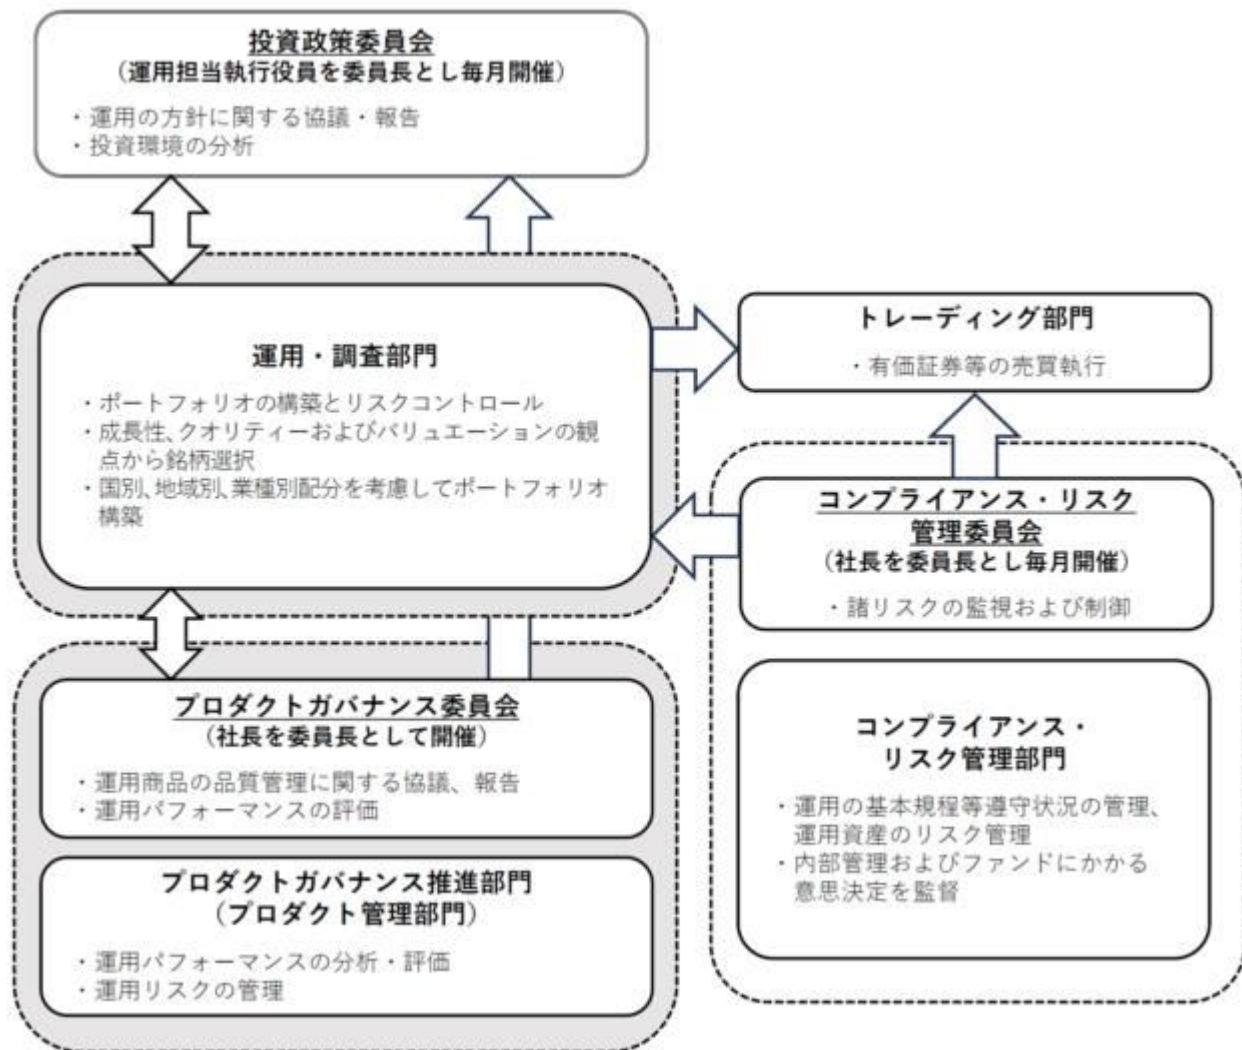 投資政策委員会
（運用担当執行役員を委員長とし毎月開催）
・運用の方針に関する協議・報告
・投資環境の分析
運用・調査部門
・ポートフォリオの構築とリスクコントロール
・成長性、クオリティーおよびバリュエーションの観
点から銘柄選択
・国別、地域別、業種別配分を考慮してポートフォリオ
構築
トレーディング部門
・有価証券等の売買執行
コンプライアンス・リスク
管理委員会
（社長を委員長とし毎月開催）
・諸リスクの監視および制御
コンプライアンス・
リスク管理部門
・運用の基本規程等遵守状況の管理、
運用資産のリスク管理
・内部管理およびファンドにかかる
意思決定を監督
プロダクトガバナンス委員会
（社長を委員長として開催）
・運用商品の品質管理に関する協議、報告
・運用パフォーマンスの評価
プロダクトガバナンス推進部門
（プロダクト管理部門）
・運用パフォーマンスの分析・評価
・運用リスクの管理